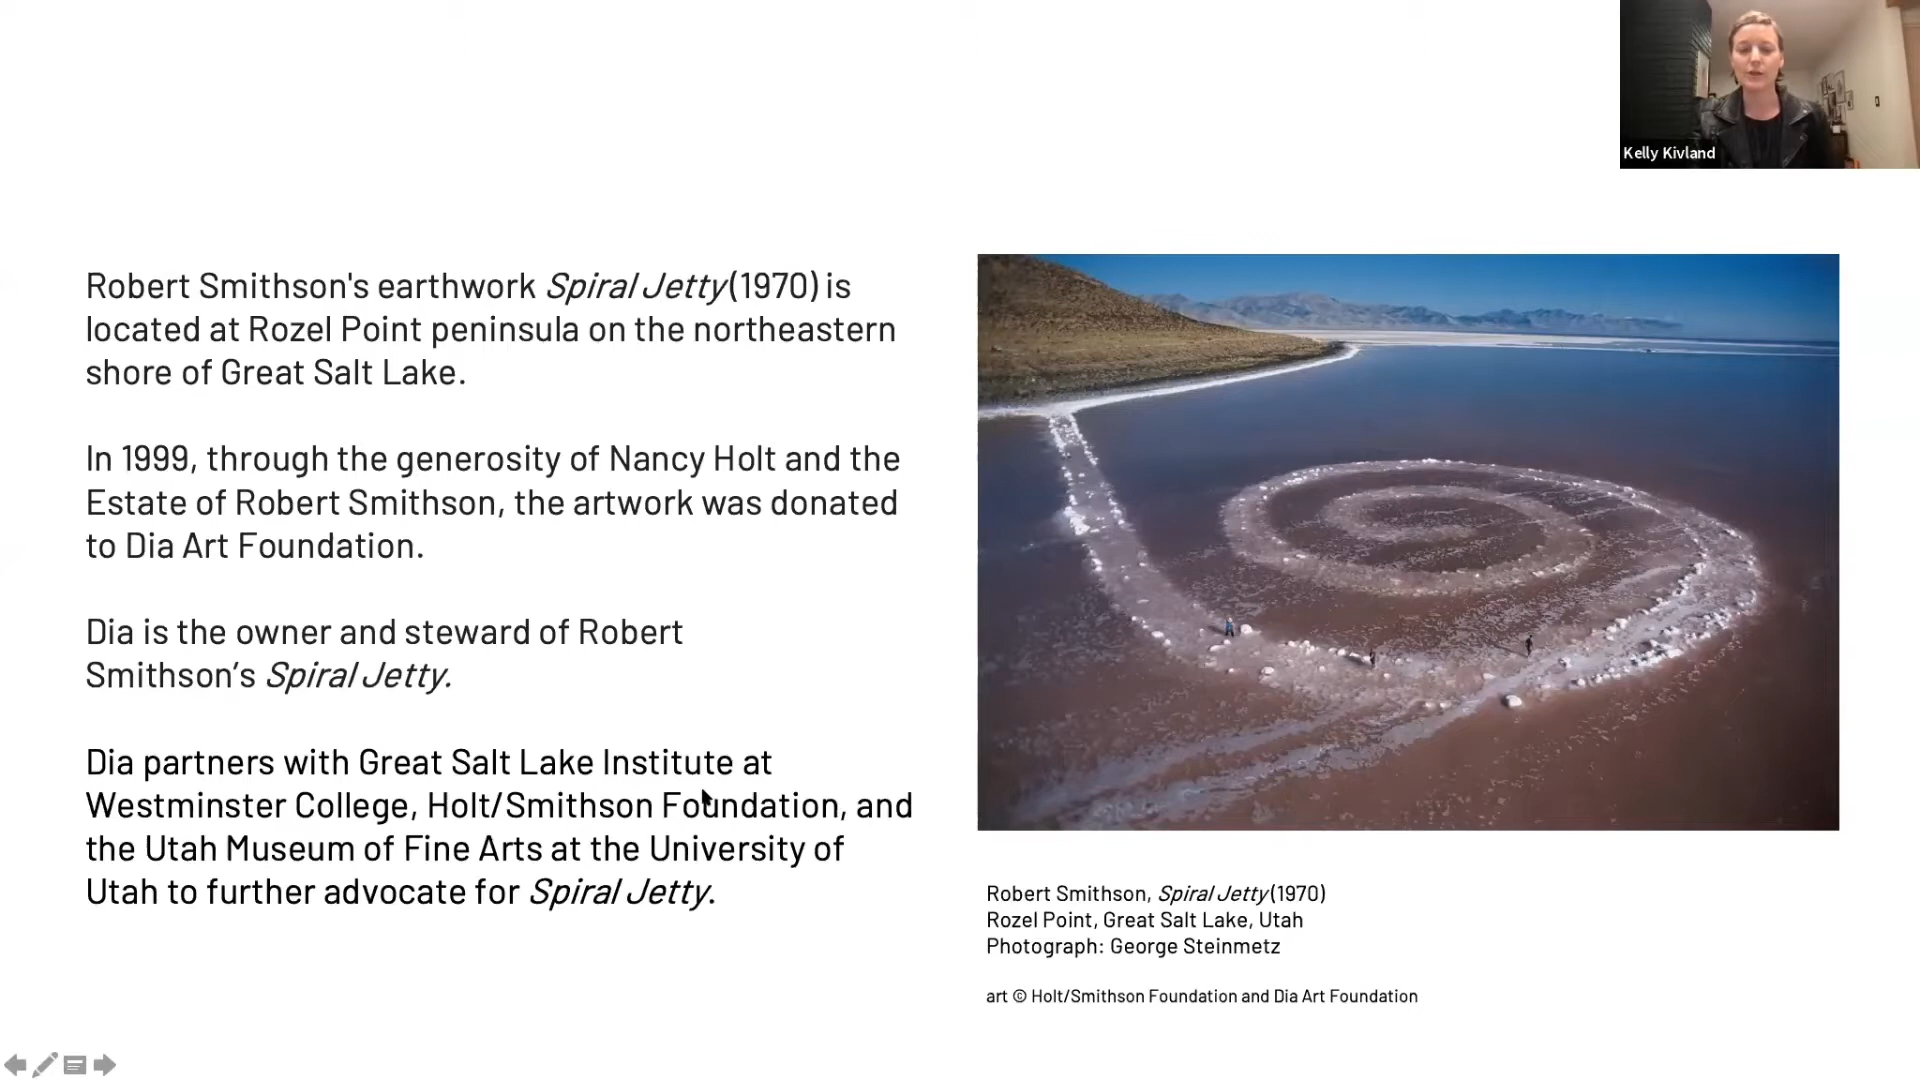 Kelly Kivland
Robert Smithson's earthwork Spiral Jetty (1970) is
located at Rozel Point peninsula on the northeastern
shore of Great Salt Lake.
In 1999, through the generosity of Nancy Holt and the
Estate of Robert Smithson, the artwork was donated
to Dia Art Foundation.
Dia is the owner and steward of Robert
Smithson’s Spiral Jetty.
Dia partners with Great Salt Lake Institute at
Westminster College, Holt/Smithson Foundation, and
the Utah Museum of Fine Arts at the University of
Utah to further advocate for Spiral Jetty.
Robert Smithson, Spiral Jetty (1970)
Rozel Point, Great Salt Lake, Utah
Photograph: George Steinmetz
art © Holt/Smithson Foundation and Dia Art Foundation